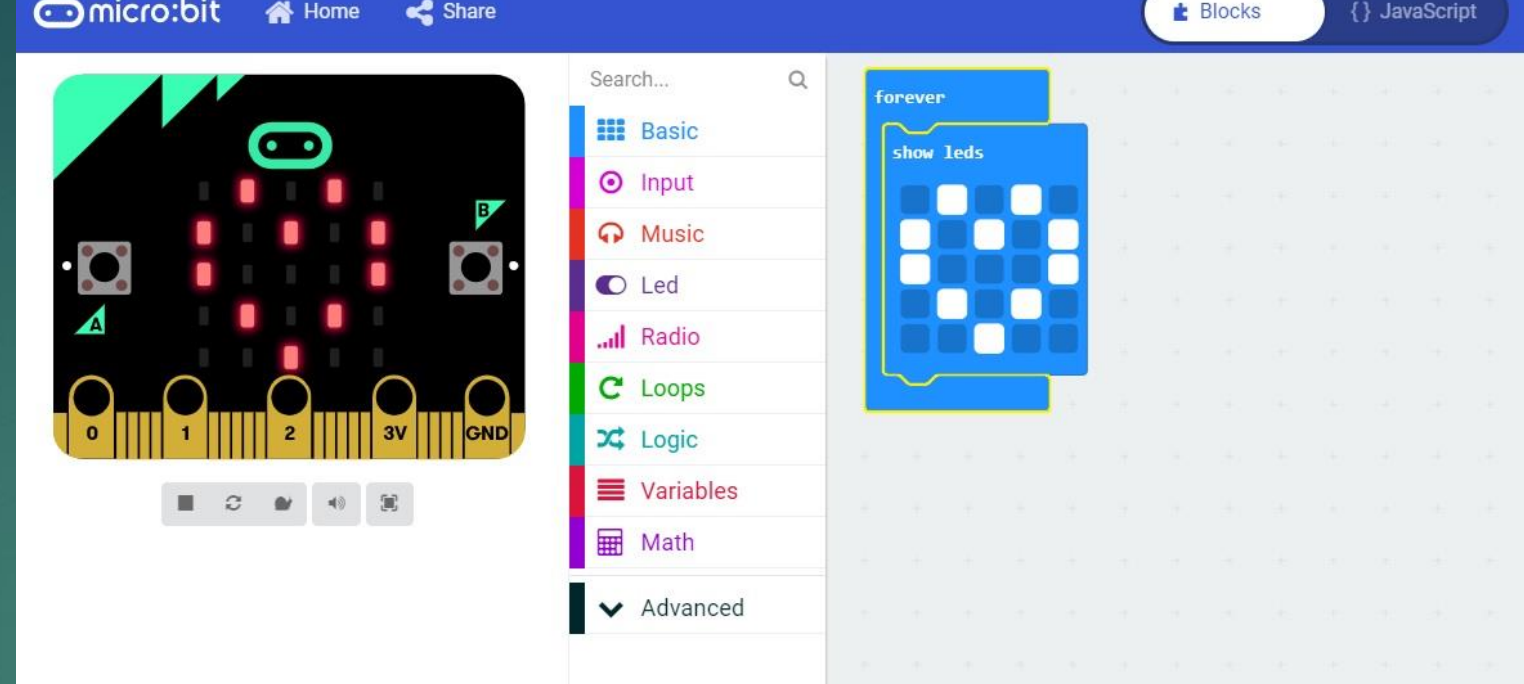 micro:bit
Home
Share
Blocks
{} JavaScript
B
A
0 1 2 3V GND
Search...
Basic
Input
Music
Led
Radio
Loops
Logic
Variables
Math
Advanced
forever
show leds